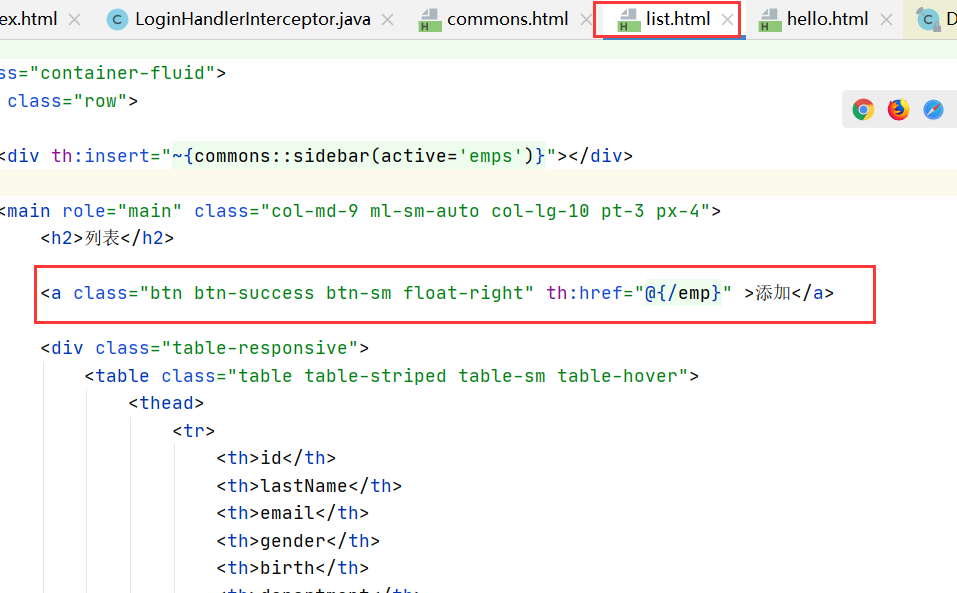 ex.html LoginHandlerInterceptor.java commons.html list.html hello.html
ss="container-fluid">
class="row">
<div th:insert="~{commons::sidebar(active='emps')}"></div>
<main role="main" class="col-md-9 ml-sm-auto col-lg-10 pt-3 px-4">
<h2>列表</h2>
<a class="btn btn-success btn-sm float-right" th:href="@{/emp}" >添加</a>
<div class="table-responsive">
<table class="table table-striped table-sm table-hover">
<thead>
<tr>
<th>id</th>
<th>lastName</th>
<th>email</th>
<th>gender</th>
<th>birth</th>
<th>department</th>